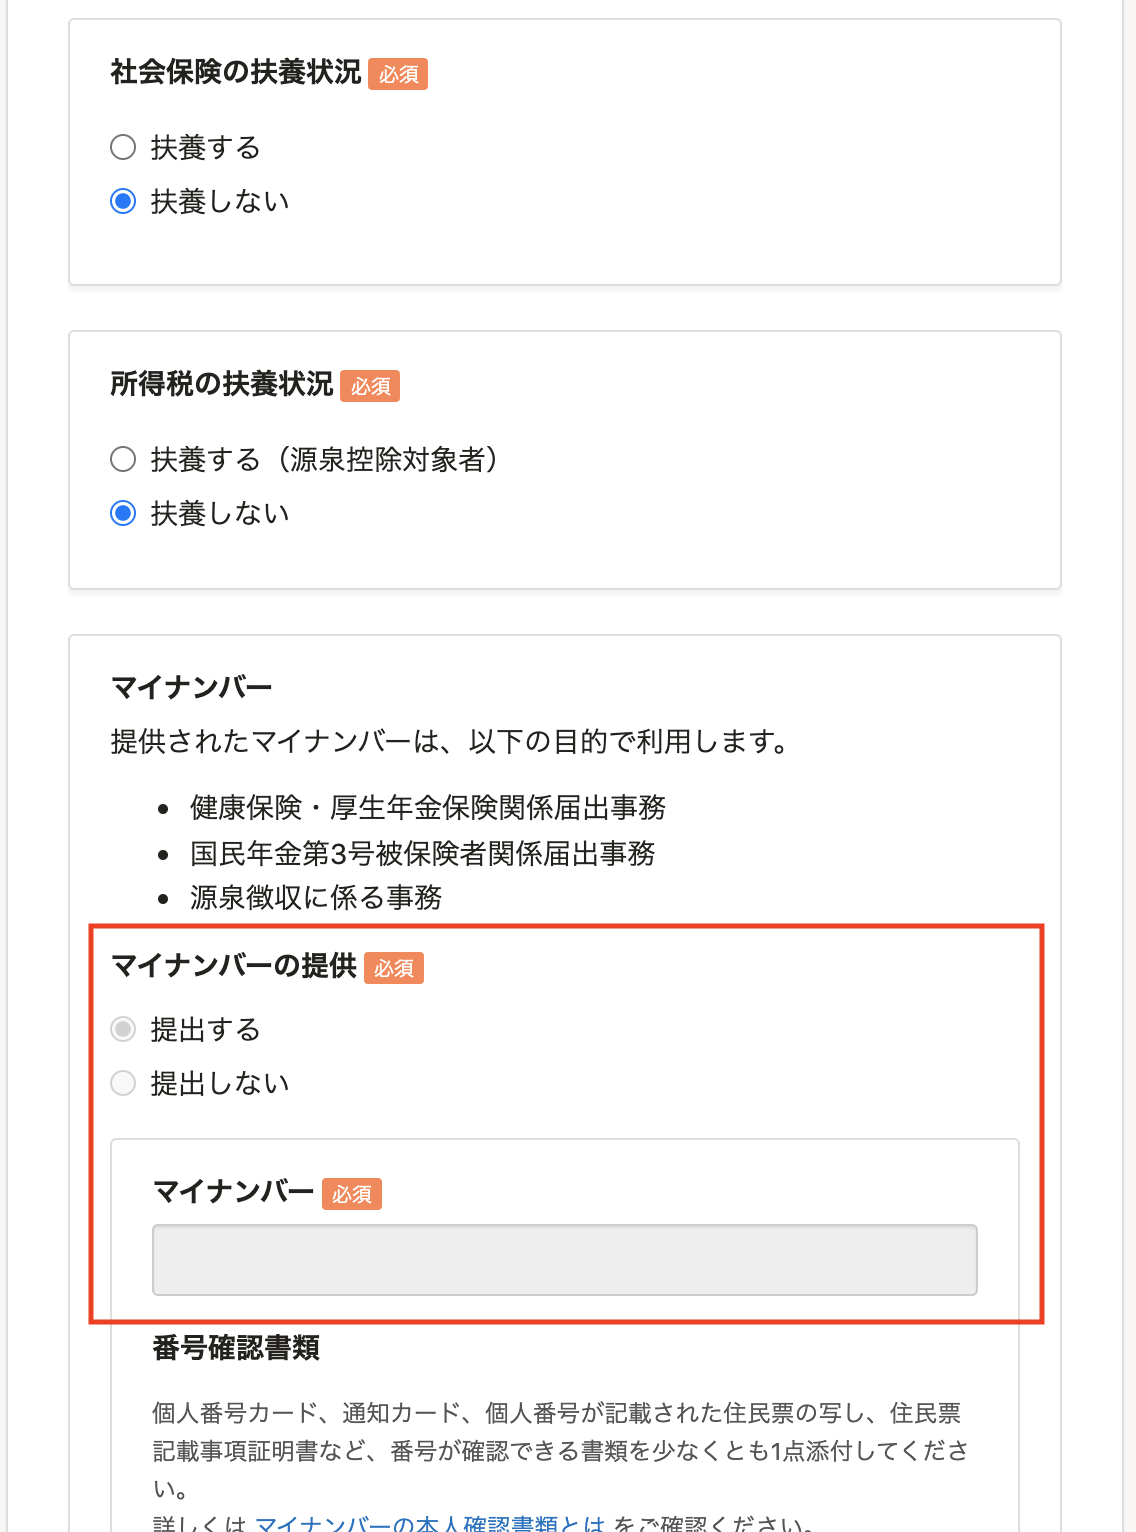 社会保険の扶養状況 必須
扶養する
扶養しない
所得税の扶養状況 必須
扶養する（源泉控除対象者）
扶養しない
マイナンバー
提供されたマイナンバーは、以下の目的で利用します。
健康保険・厚生年金保険関係届出事務
国民年金第3号被保険者関係届出事務
源泉徴収に係る事務
マイナンバーの提供 必須
提出する
提出しない
マイナンバー 必須
番号確認書類
個人番号カード、通知カード、個人番号が記載された住民票の写し、住民票
記載事項証明書など、番号が確認できる書類を少なくとも1点添付してくださ
い。
詳しくは マイナンバーの本人確認書類とは をご確認ください。